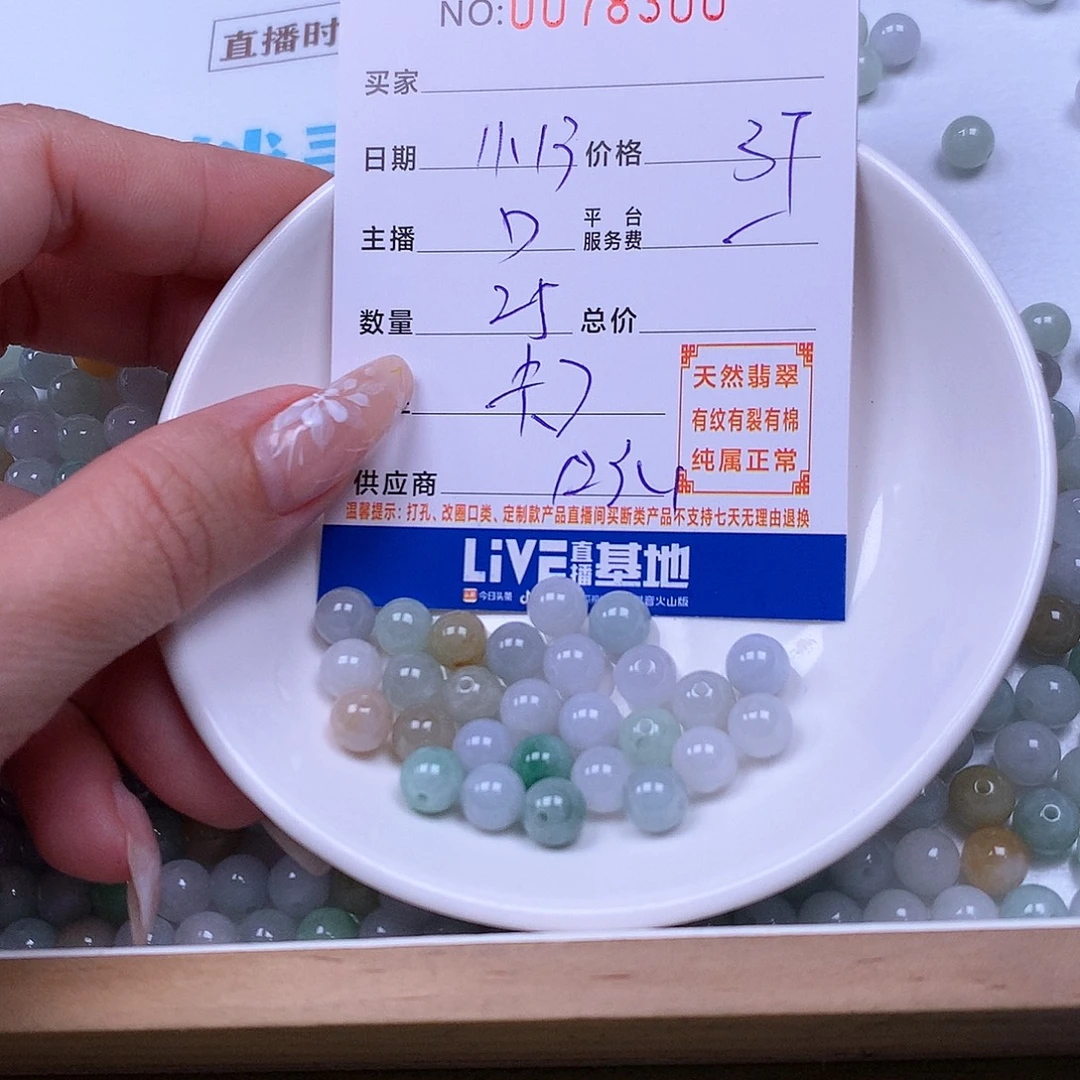 直播时
NO:0078300
买家
日期 11.13 价格
主播 平台服务费
数量 25 总价
天然翡翠
有纹有裂有棉
纯属正常
供应商
温馨提示：打孔、改圈口类、定制款产品直播间买断类产品不支持七天无理由退换
LiVE直播基地
今日头条 火山版